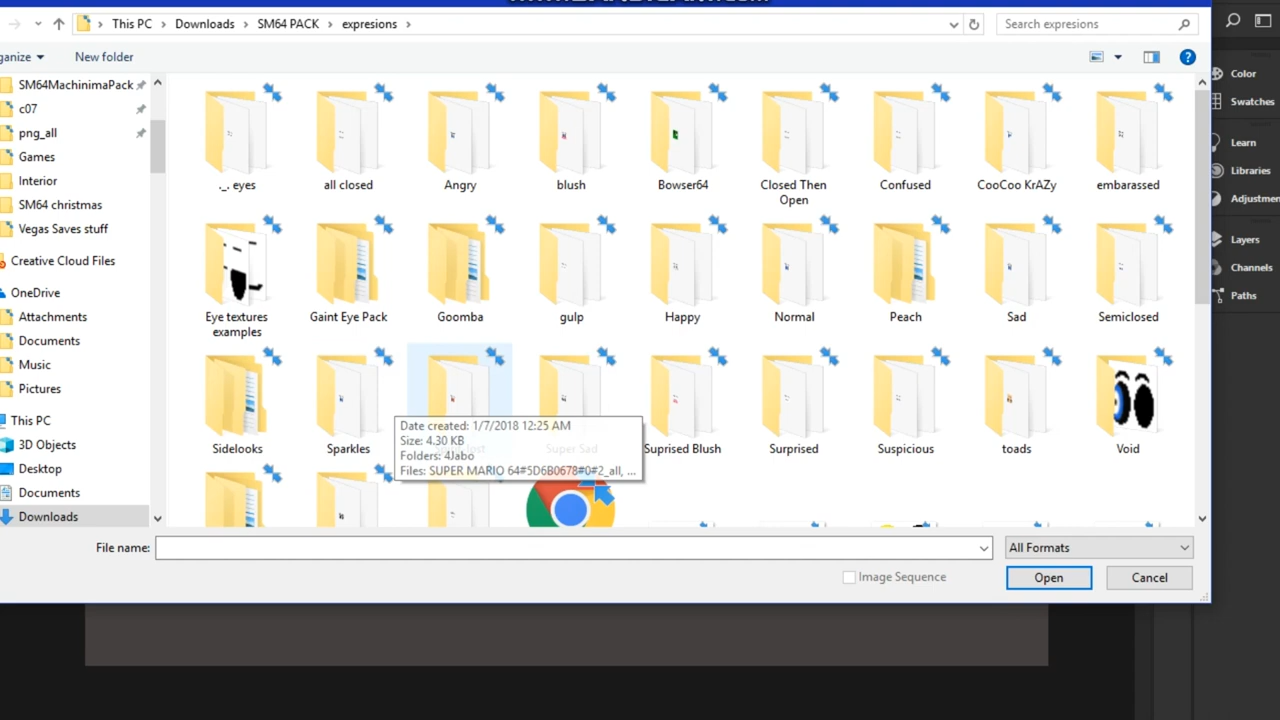 This PC > Downloads > SM64 PACK > expresions >
Search expresions
ganize
New folder
SM64MachinimaPack
c07
png_all
Games
Interior
SM64 christmas
Vegas Saves stuff
Creative Cloud Files
OneDrive
Attachments
Documents
Music
Pictures
This PC
3D Objects
Desktop
Documents
Downloads
._. eyes
all closed
Angry
blush
Bowser64
Closed Then
Open
Confused
CooCoo KrAZy
embarassed
Eye textures
examples
Gaint Eye Pack
Goomba
gulp
Happy
Normal
Peach
Sad
Semiclosed
Sidelooks
Sparkles
Super Sad
Suprised Blush
Surprised
Suspicious
toads
Void
Date created: 1/7/2018 12:25 AM
Size: 4.30 KB
Folders: 4Jabo
Files: SUPER MARIO 64#5D6B0678#0#2_all, ...
File name:
All Formats
Image Sequence
Open
Cancel
Color
Swatches
Learn
Libraries
Adjustmen
Layers
Channels
Paths